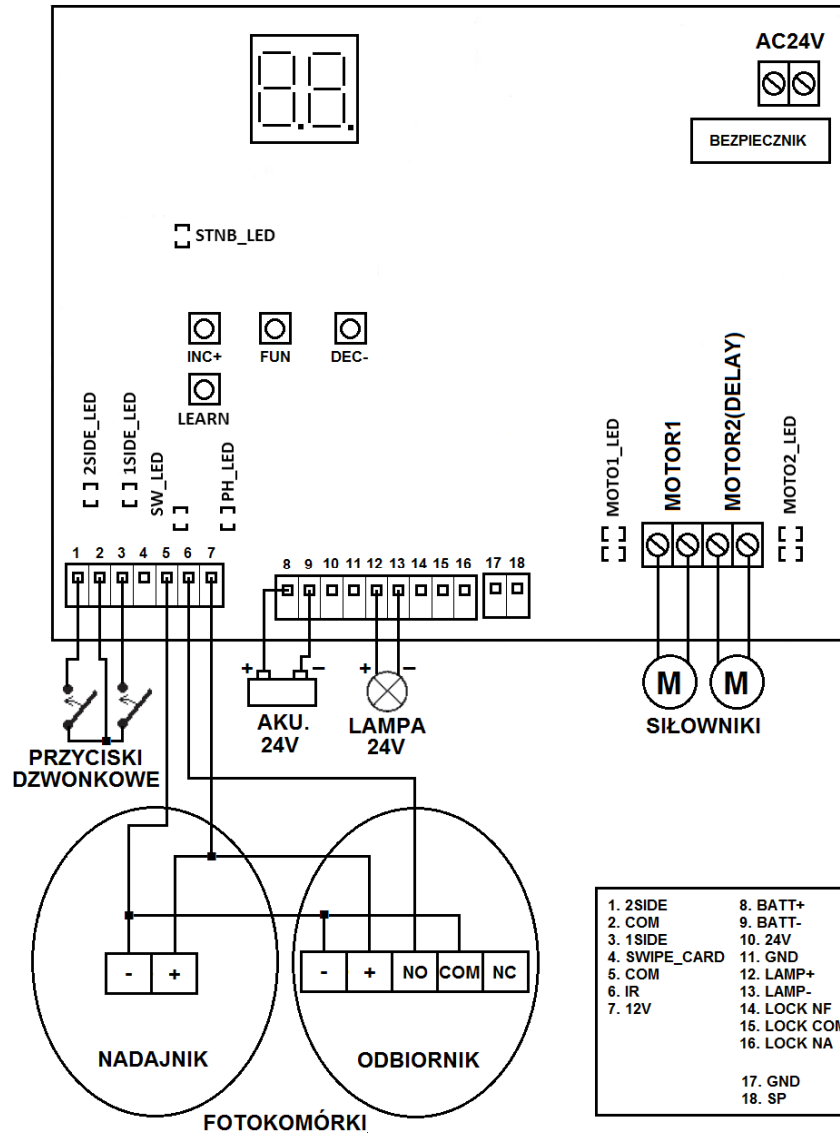 AC24V
BEZPIECZNIK
STNB_LED
INC+ FUN DEC-
LEARN
2SIDE_LED
1SIDE_LED
SW_LED
PH_LED
MOTO1_LED
MOTOR1
MOTOR2(DELAY)
MOTO2_LED
1 2 3 4 5 6 7
8 9 10 11 12 13 14 15 16
17 18
+ −
AKU.
24V
+ −
LAMPA
24V
M M
SIŁOWNIKI
PRZYCISKI
DZWONKOWE
- +
NADAJNIK
- + NO COM NC
ODBIORNIK
FOTOKOMÓRKI
1. 2SIDE
2. COM
3. 1SIDE
4. SWIPE_CARD
5. COM
6. IR
7. 12V
8. BATT+
9. BATT-
10. 24V
11. GND
12. LAMP+
13. LAMP-
14. LOCK NF
15. LOCK COM
16. LOCK NA
17. GND
18. SP